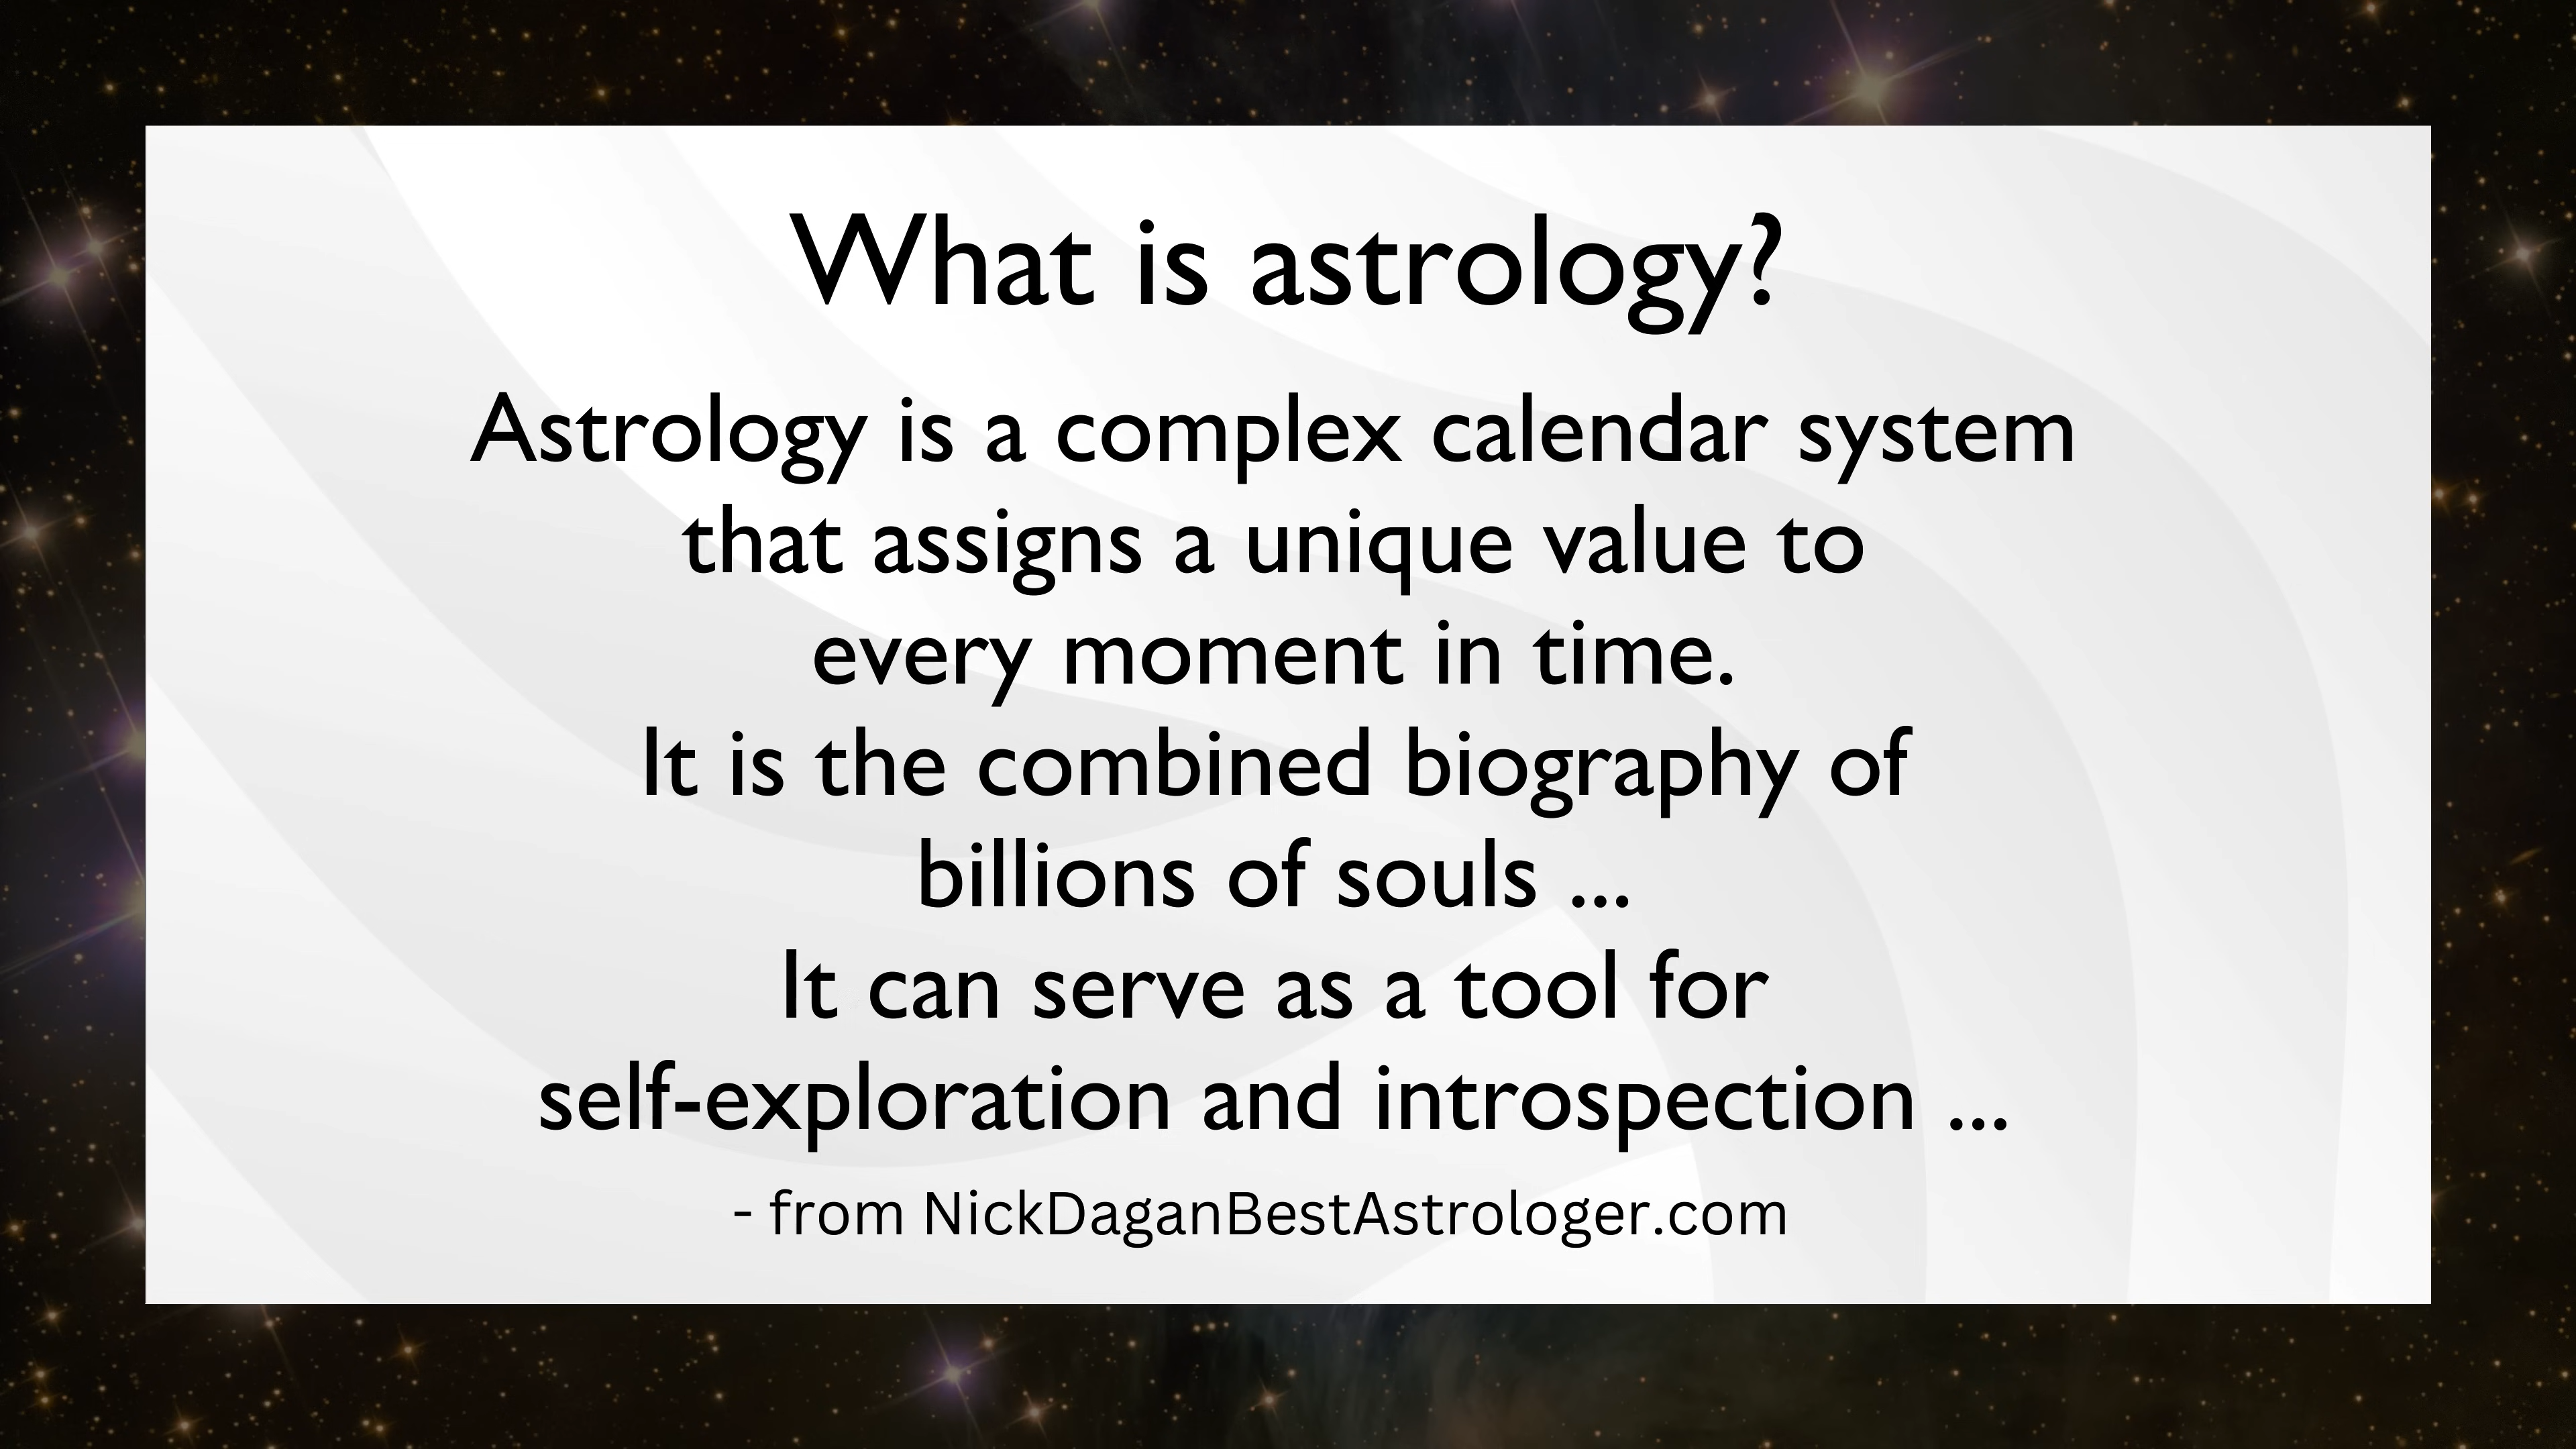 What is astrology?
Astrology is a complex calendar system
that assigns a unique value to
every moment in time.
It is the combined biography of
billions of souls ...
It can serve as a tool for
self-exploration and introspection ...
- from NickDaganBestAstrologer.com